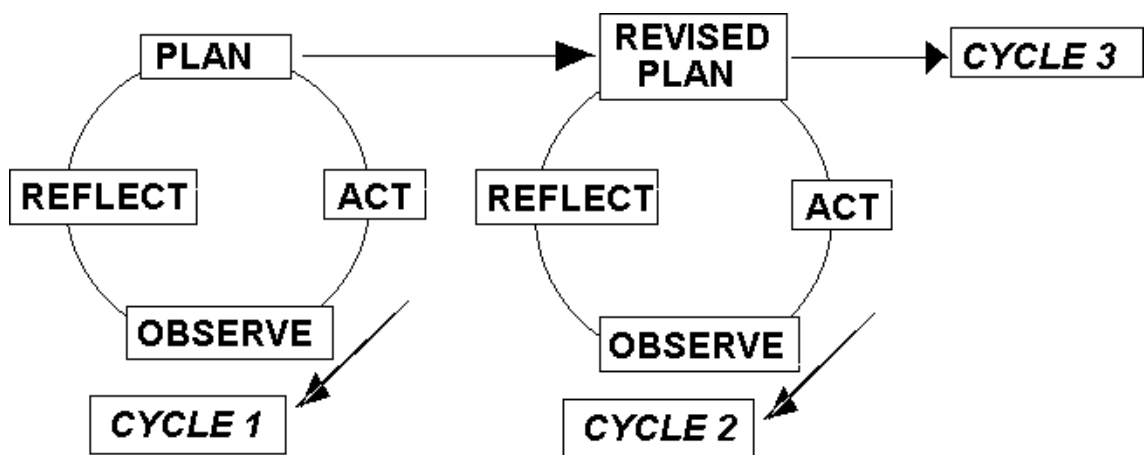 PLAN
REVISED
PLAN
CYCLE 3
REFLECT
ACT
REFLECT
ACT
OBSERVE
OBSERVE
CYCLE 1
CYCLE 2